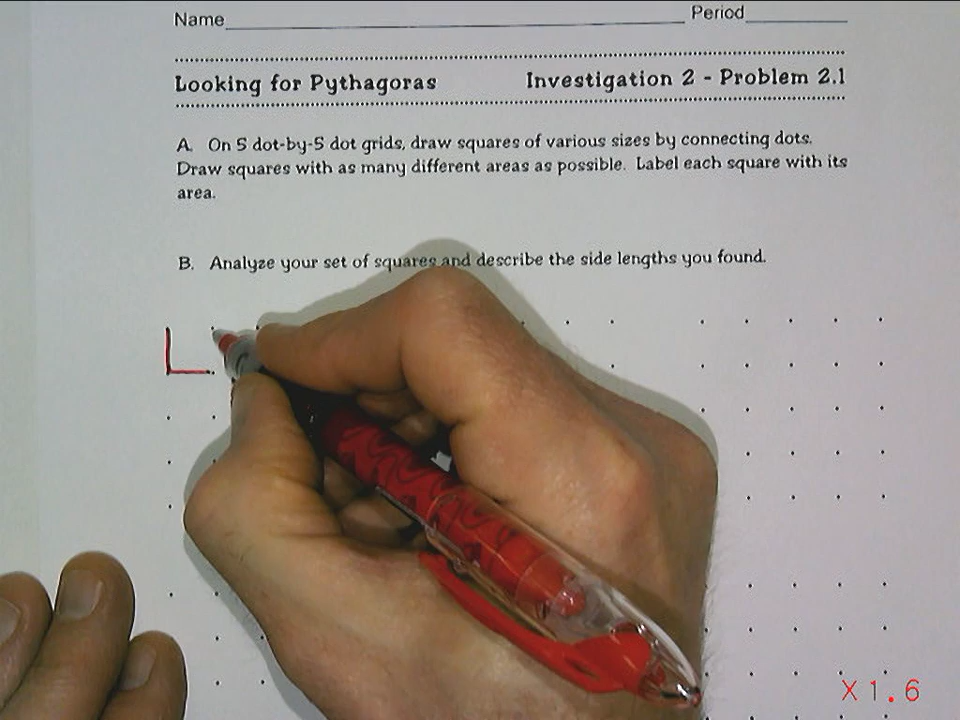 Name Period
Looking for Pythagoras Investigation 2 - Problem 2.1
A. On 5 dot-by-5 dot grids, draw squares of various sizes by connecting dots.
Draw squares with as many different areas as possible. Label each square with its
area.
B. Analyze your set of squares and describe the side lengths you found.
X1.6